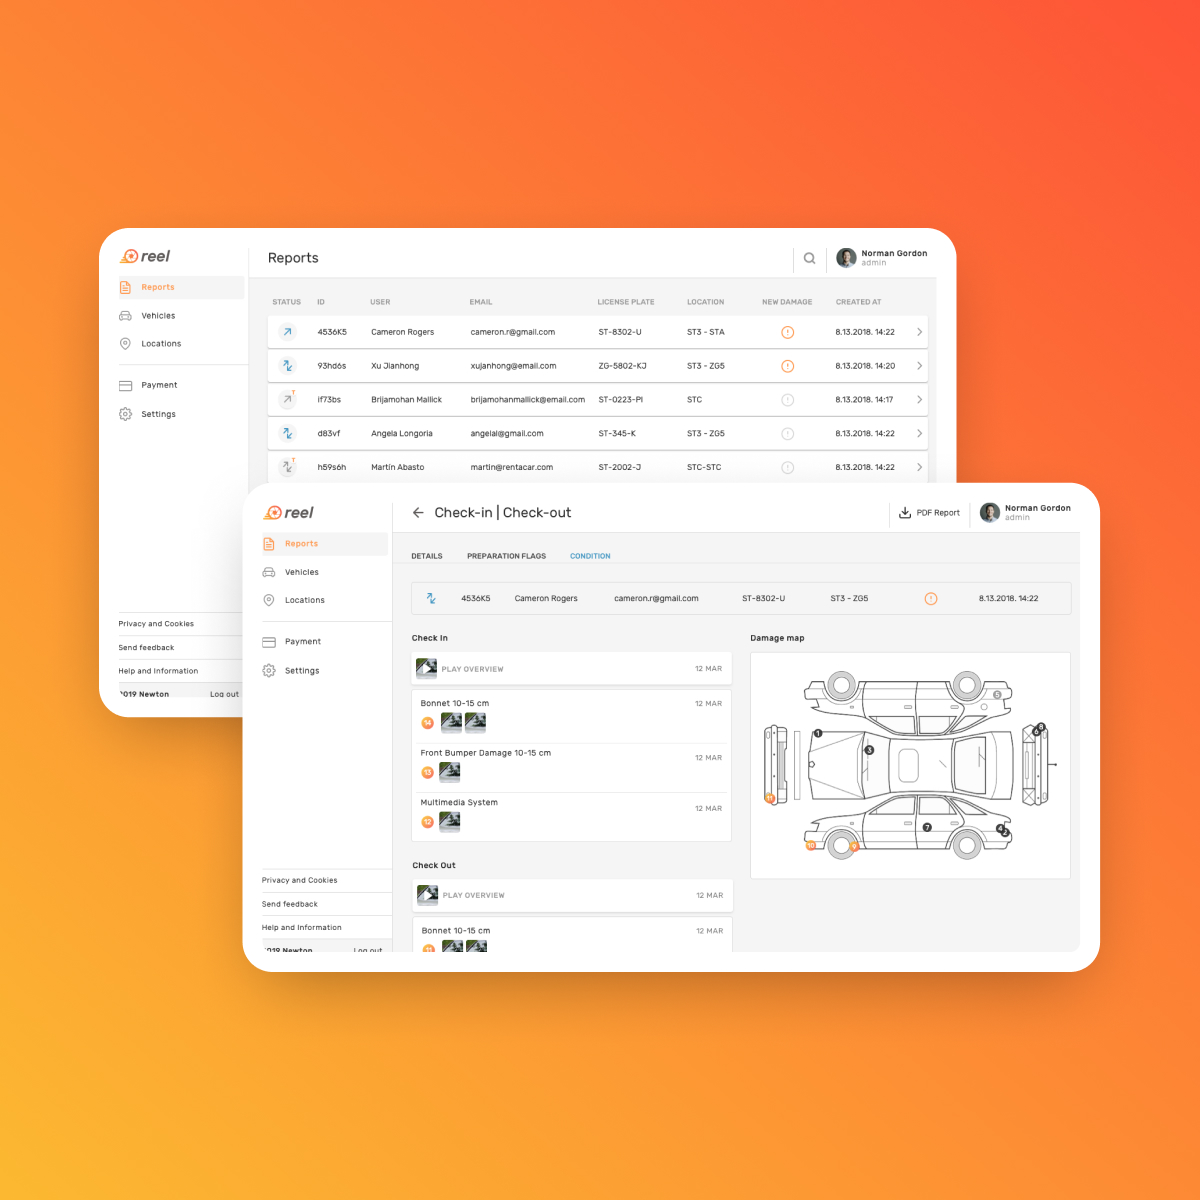 reel
Reports
Norman Gordon
admin
Reports
Vehicles
Locations
Payment
Settings
STATUS ID USER EMAIL LICENSE PLATE LOCATION NEW DAMAGE CREATED AT
4536K5 Cameron Rogers cameron.r@gmail.com ST-8302-U ST3 - STA 8.13.2018. 14:22
93hd6s Xu Jianhong xujanhong@email.com ZG-5802-KJ ST3 - ZG5 8.13.2018. 14:20
T
if73bs Brijamohan Mallick brijamohanmallick@email.com ST-0223-PI STC 8.13.2018. 14:17
d83vf Angela Longoria angelal@gmail.com ST-345-K ST3 - ZG5 8.13.2018. 14:22
T
h59s6h Martín Abasto martin@rentacar.com ST-2002-J STC-STC 8.13.2018. 14:22
Privacy and Cookies
Send feedback
Help and Information
2019 Newton Log out
reel
Check-in | Check-out
PDF Report
Norman Gordon
admin
Reports
Vehicles
Locations
Payment
Settings
DETAILS PREPARATION FLAGS CONDITION
4536K5 Cameron Rogers cameron.r@gmail.com ST-8302-U ST3 - ZG5 8.13.2018. 14:22
Check In
PLAY OVERVIEW 12 MAR
Bonnet 10-15 cm 12 MAR
14
Front Bumper Damage 10-15 cm 12 MAR
13
Multimedia System 12 MAR
12
Check Out
PLAY OVERVIEW 12 MAR
Bonnet 10-15 cm 12 MAR
11
Damage map
5
1
3
8
6
11
7
4
2
10
9
Privacy and Cookies
Send feedback
Help and Information
2019 Newton Log out